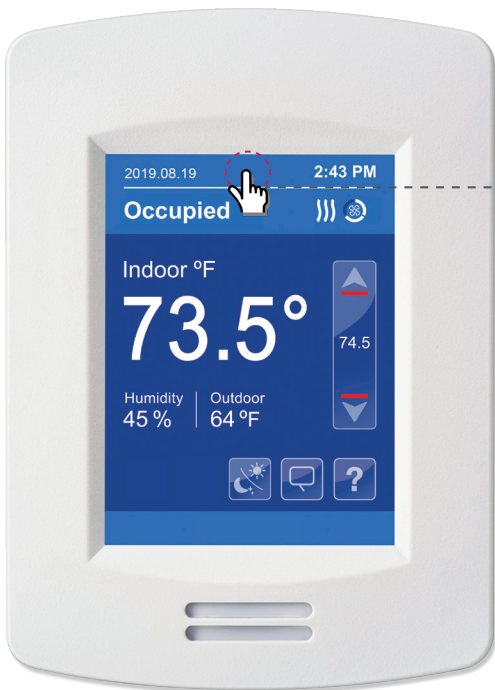 2019.08.19 2:43 PM
Occupied
Indoor ºF
73.5°
74.5
Humidity Outdoor
45 % 64 ºF
?